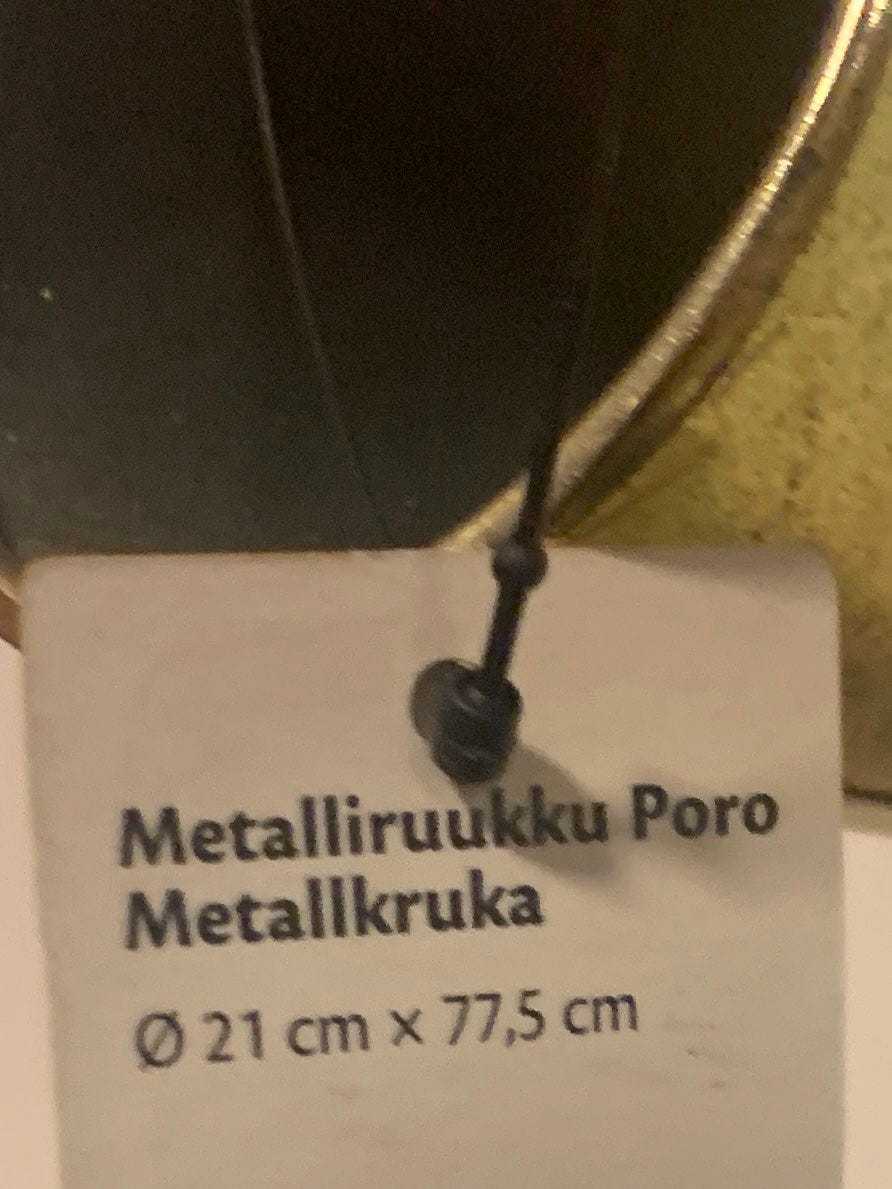 Metalliruukku Poro
Metallkruka
Ø 21 cm x 77,5 cm